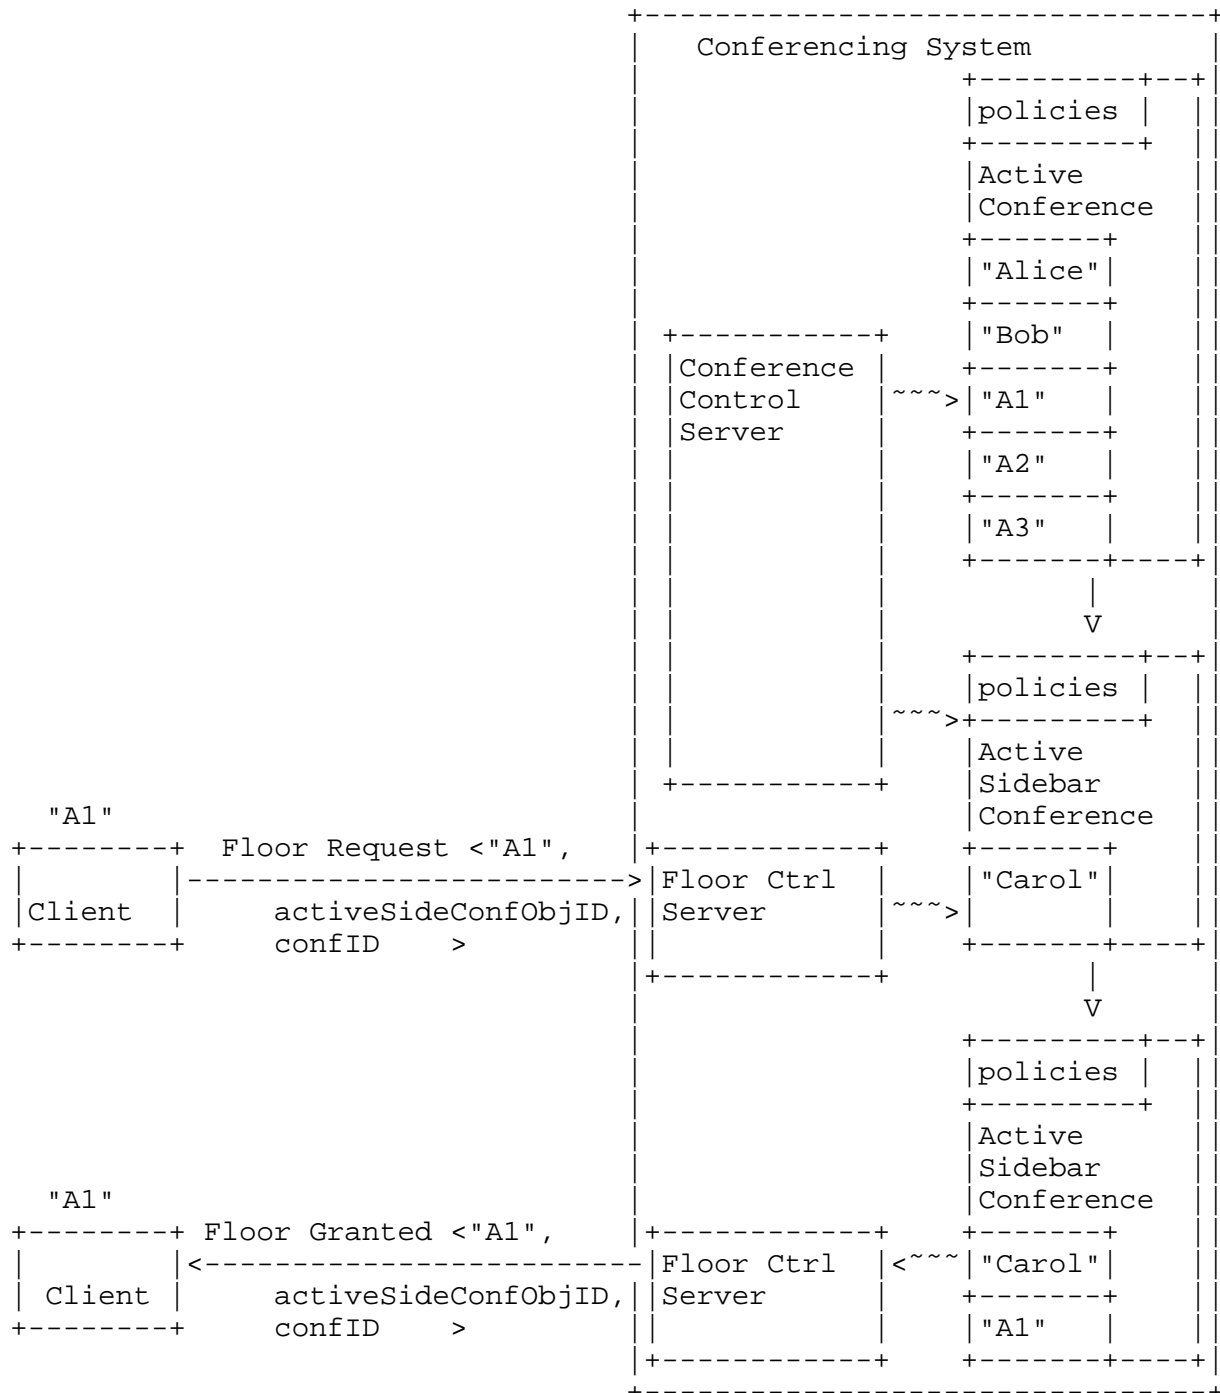 Conferencing System
policies
Active
Conference
"Alice"
"Bob"
Conference
Control
Server
"A1"
"A2"
"A3"
V
policies
Active
Sidebar
Conference
"A1"
Floor Request <"A1",
Client
activeSideConfObjID,
confID >
Floor Ctrl
Server
"Carol"
V
policies
Active
Sidebar
Conference
"A1"
Floor Granted <"A1",
Client
activeSideConfObjID,
confID >
Floor Ctrl
Server
"Carol"
"A1"